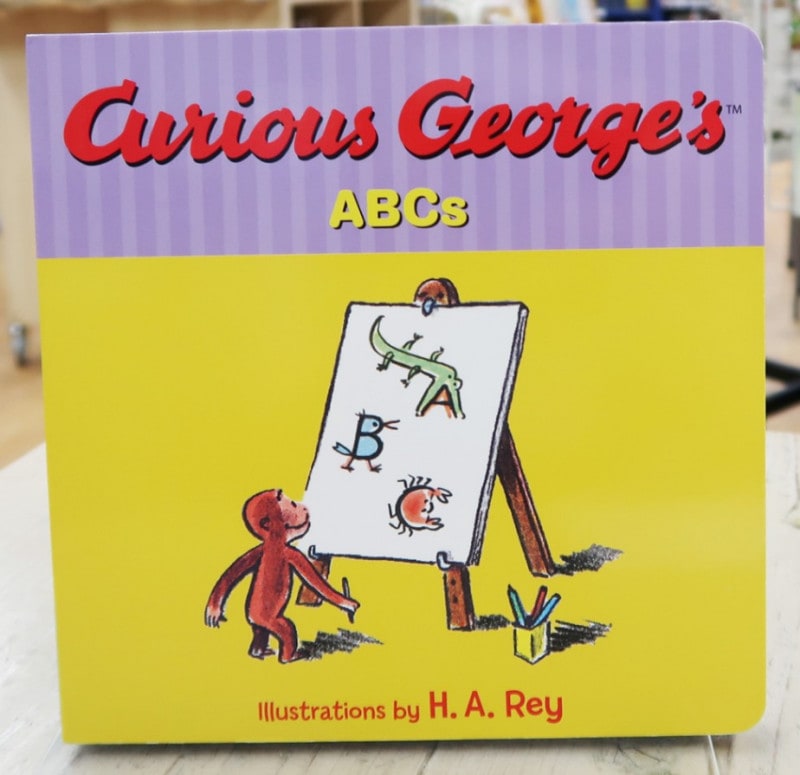 Curious George's™
ABCs
A
B
Illustrations by H. A. Rey